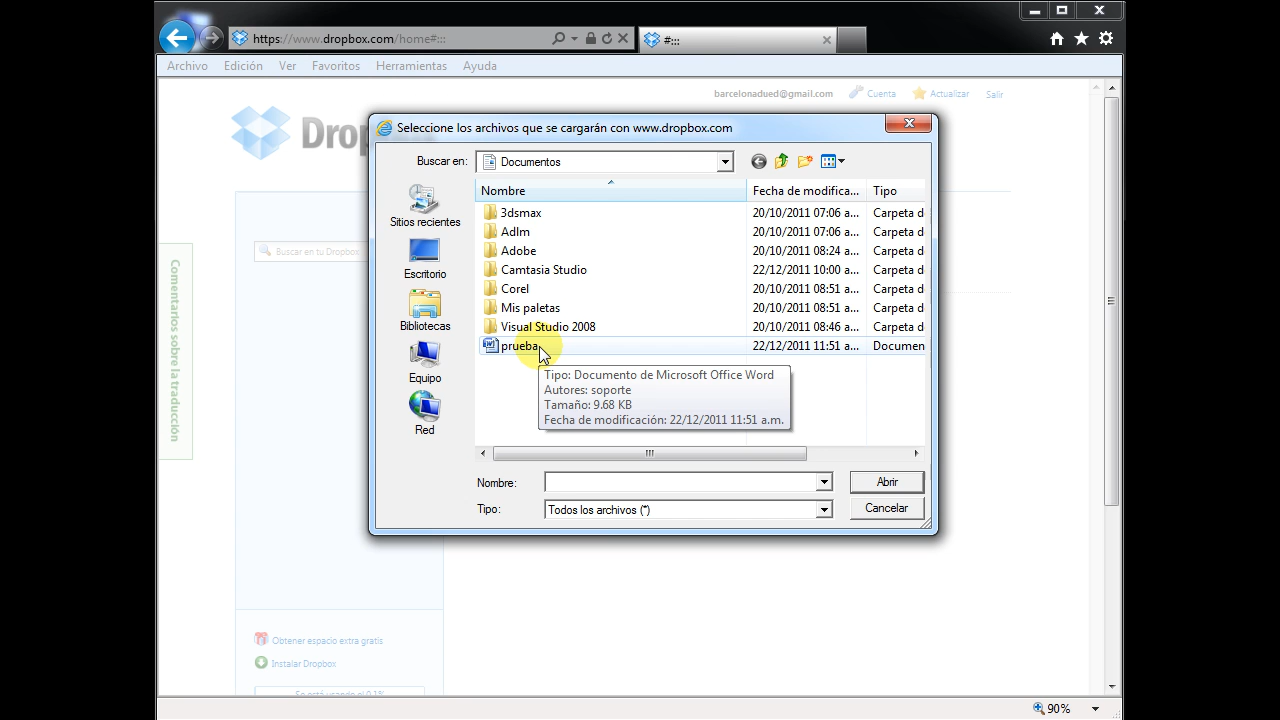 https://www.dropbox.com/home#:::
#:::
Archivo Edición Ver Favoritos Herramientas Ayuda
barcelonadued@gmail.com Cuenta Actualizar Salir
Seleccione los archivos que se cargarán con www.dropbox.com
Buscar en: Documentos
Nombre Fecha de modifica... Tipo
Sitios recientes
Escritorio
Bibliotecas
Equipo
Red
3dsmax 20/10/2011 07:06 a... Carpeta d
Adlm 20/10/2011 07:06 a... Carpeta d
Adobe 20/10/2011 08:24 a... Carpeta d
Camtasia Studio 22/12/2011 10:00 a... Carpeta d
Corel 20/10/2011 08:51 a... Carpeta d
Mis paletas 20/10/2011 08:51 a... Carpeta d
Visual Studio 2008 20/10/2011 08:46 a... Carpeta d
prueba 22/12/2011 11:51 a... Documen
Tipo: Documento de Microsoft Office Word
Autores: soporte
Tamaño: 9.68 KB
Fecha de modificación: 22/12/2011 11:51 a.m.
Nombre: Abrir
Tipo: Todos los archivos (*) Cancelar
Buscar en tu Dropbox
Comentarios sobre la traducción
Obtener espacio extra gratis
Instalar Dropbox
90%